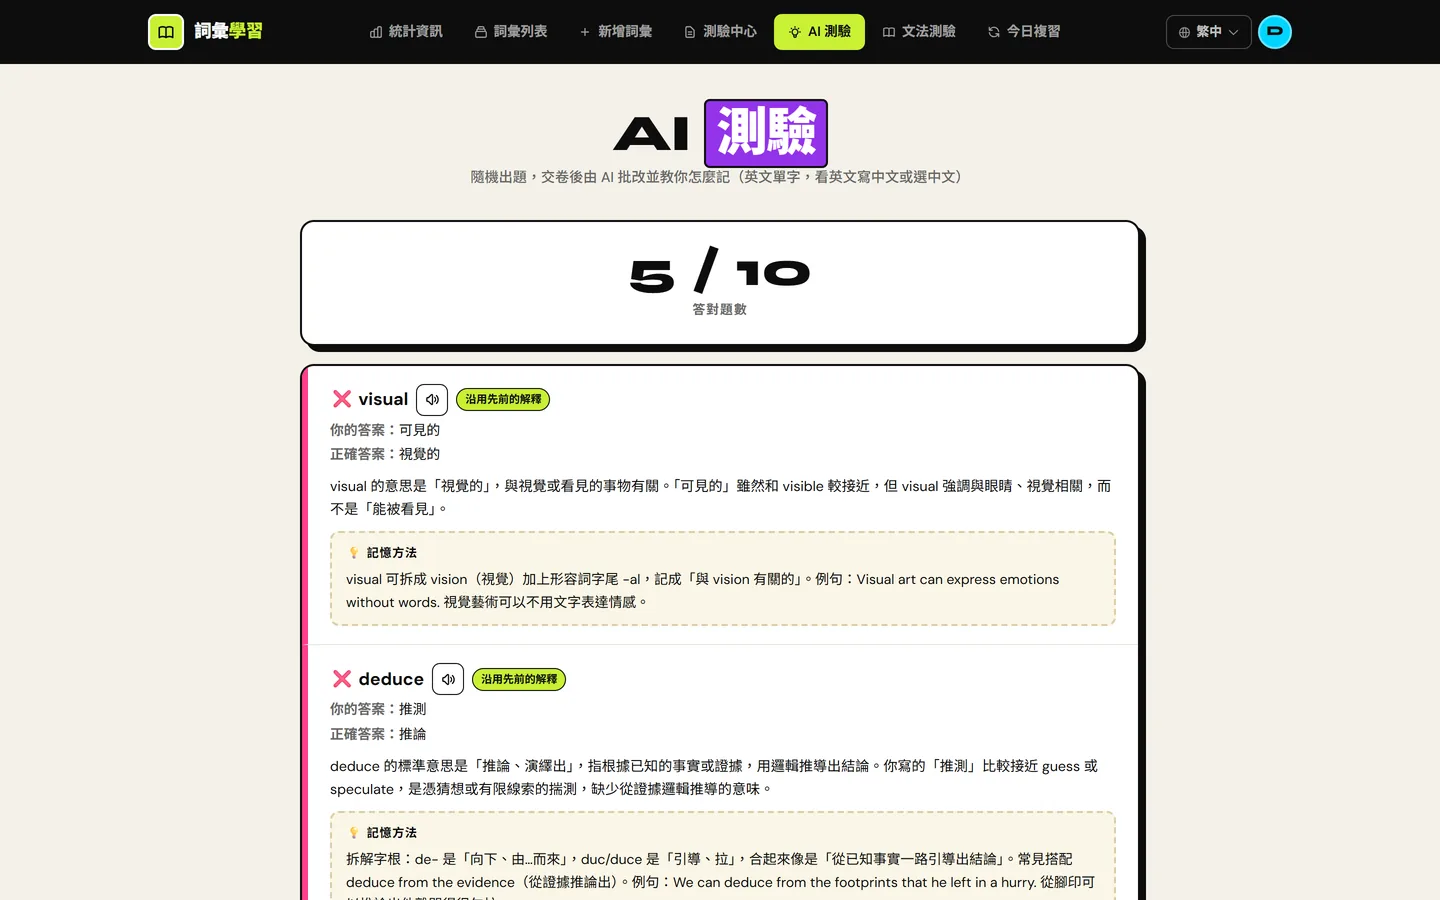 詞彙學習
統計資訊
詞彙列表
新增詞彙
測驗中心
AI 測驗
文法測驗
今日複習
繁中
AI 測驗
隨機出題，交卷後由 AI 批改並教你怎麼記（英文單字，看英文寫中文或選中文）
5 / 10
答對題數
visual
沿用先前的解釋
你的答案：可見的
正確答案：視覺的
visual 的意思是「視覺的」，與視覺或看見的事物有關。「可見的」雖然和 visible 較接近，但 visual 強調與眼睛、視覺相關，而
不是「能被看見」。
記憶方法
visual 可拆成 vision（視覺）加上形容詞字尾 -al，記成「與 vision 有關的」。例句：Visual art can express emotions
without words. 視覺藝術可以不用文字表達情感。
deduce
沿用先前的解釋
你的答案：推測
正確答案：推論
deduce 的標準意思是「推論、演繹出」，指根據已知的事實或證據，用邏輯推導出結論。你寫的「推測」比較接近 guess 或
speculate，是憑猜想或有限線索的揣測，缺少從證據邏輯推導的意味。
記憶方法
拆解字根：de- 是「向下、由…而來」，duc/duce 是「引導、拉」，合起來像是「從已知事實一路引導出結論」。常見搭配
deduce from the evidence（從證據推論出）。例句：We can deduce from the footprints that he left in a hurry. 從腳印可